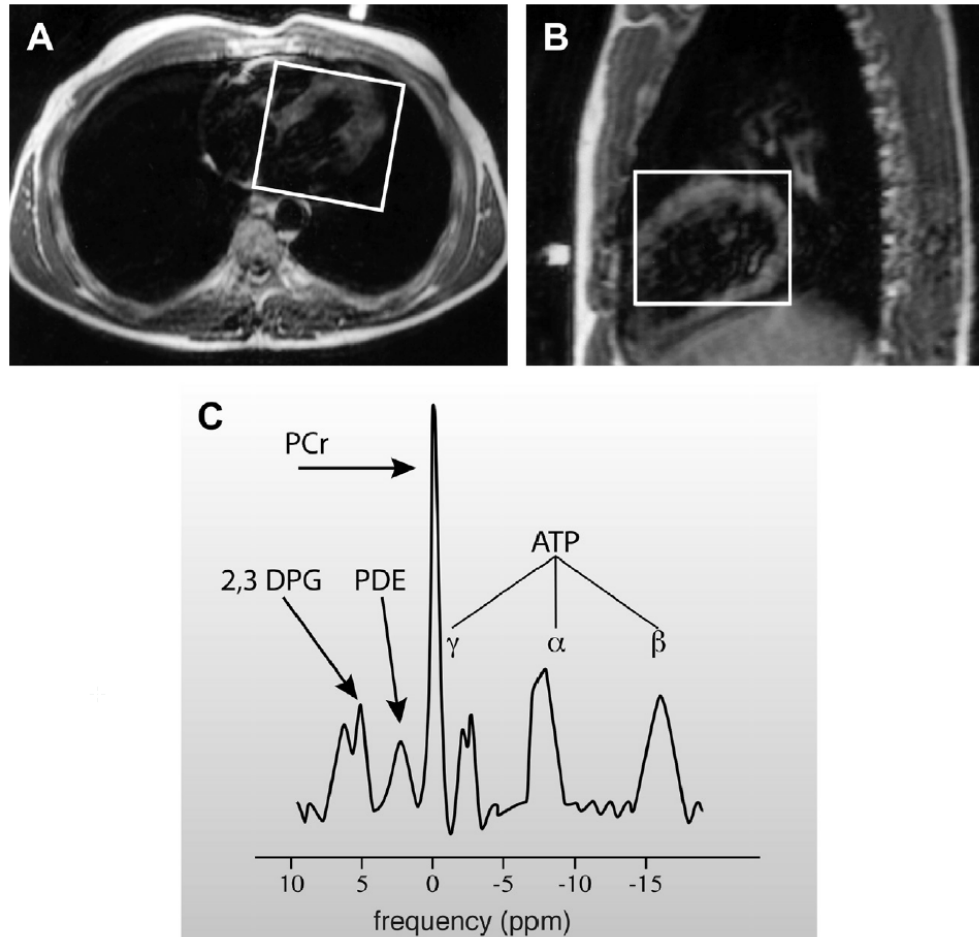 A
B
C
PCr
ATP
2,3 DPG
PDE
γ
α
β
10
5
0
-5
-10
-15
frequency (ppm)